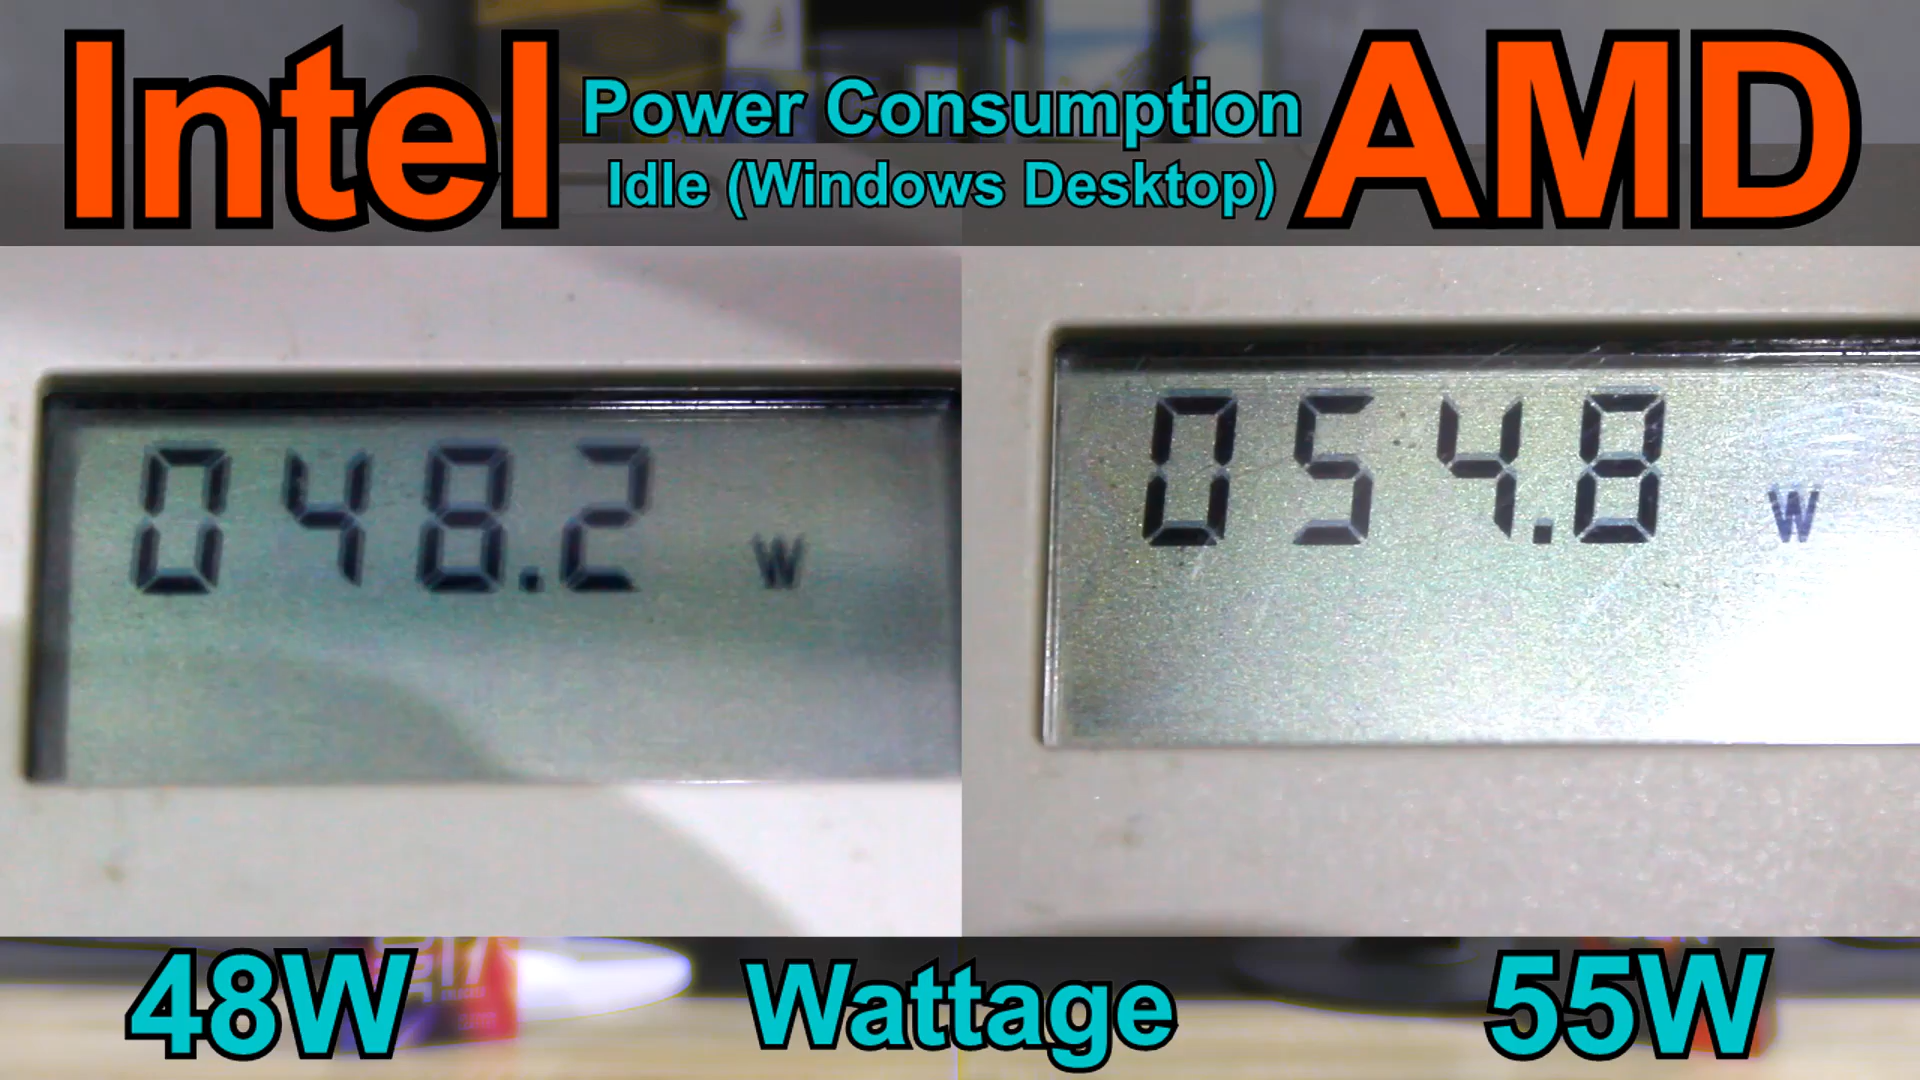 Intel
Power Consumption
Idle (Windows Desktop)
AMD
048.2 W
054.8 W
48W
Wattage
55W